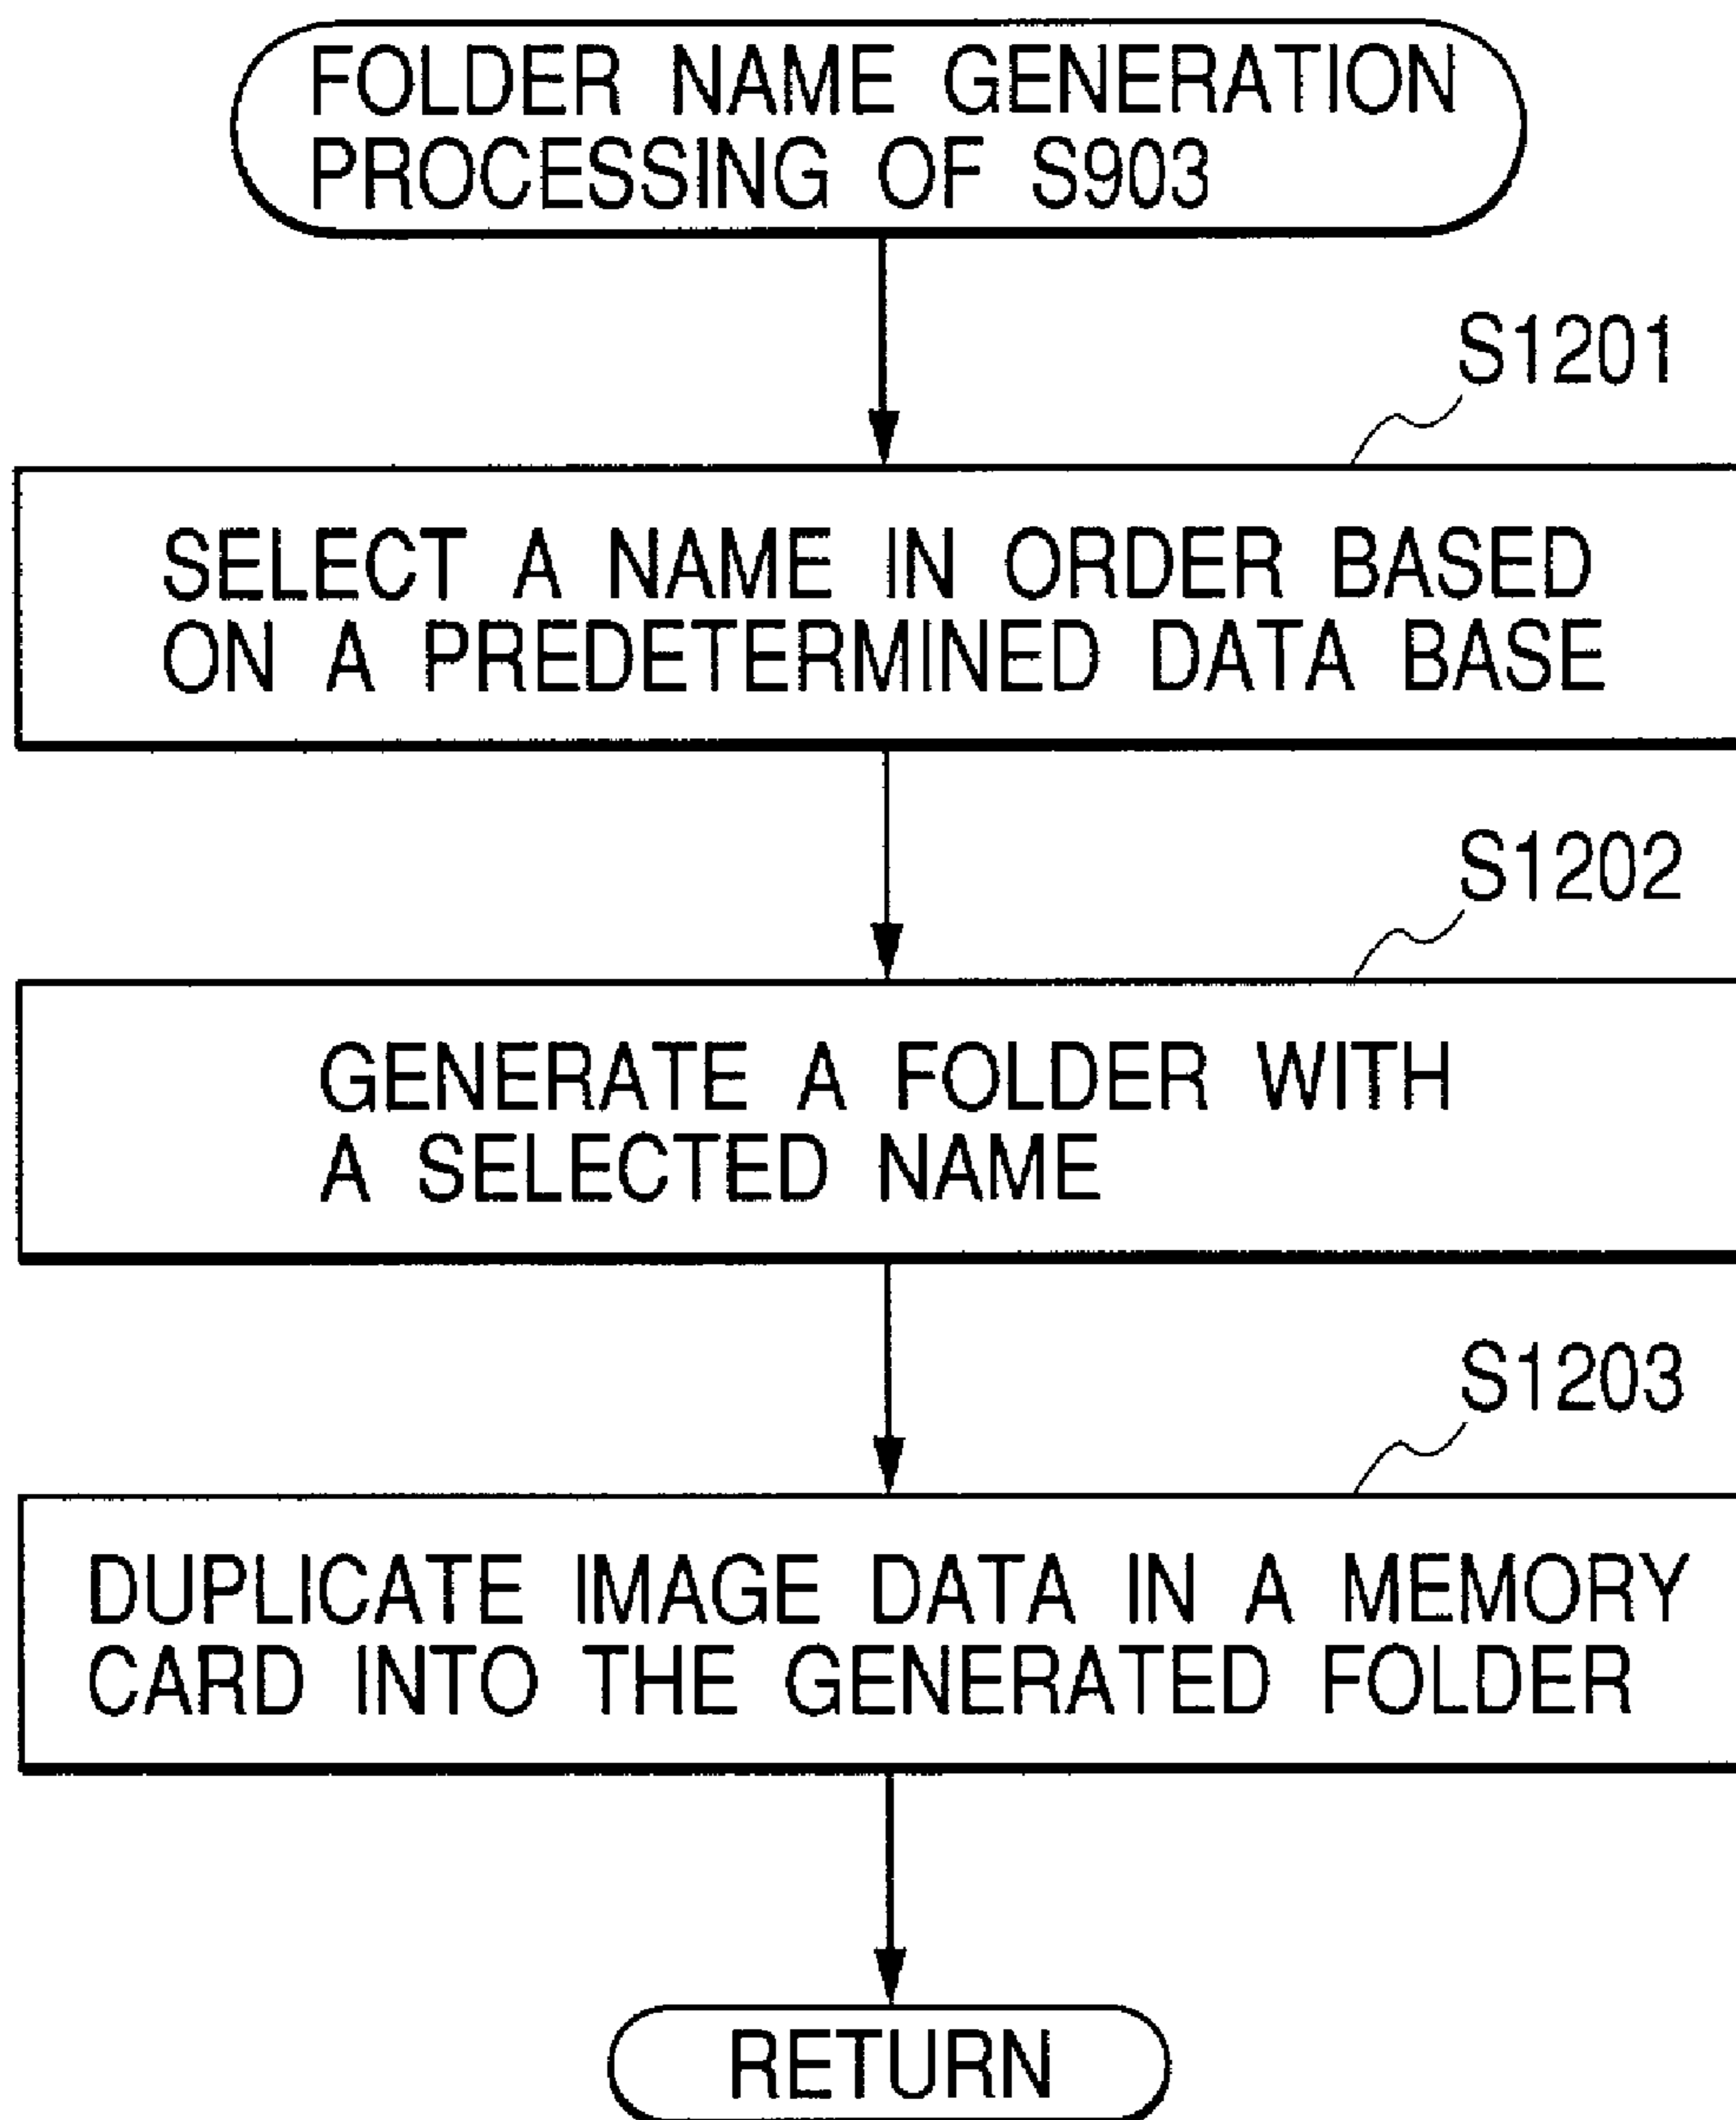 FOLDER NAME GENERATION
PROCESSING OF S903
S1201
SELECT A NAME IN ORDER BASED
ON A PREDETERMINED DATA BASE
S1202
GENERATE A FOLDER WITH
A SELECTED NAME
S1203
DUPLICATE IMAGE DATA IN A MEMORY
CARD INTO THE GENERATED FOLDER
RETURN